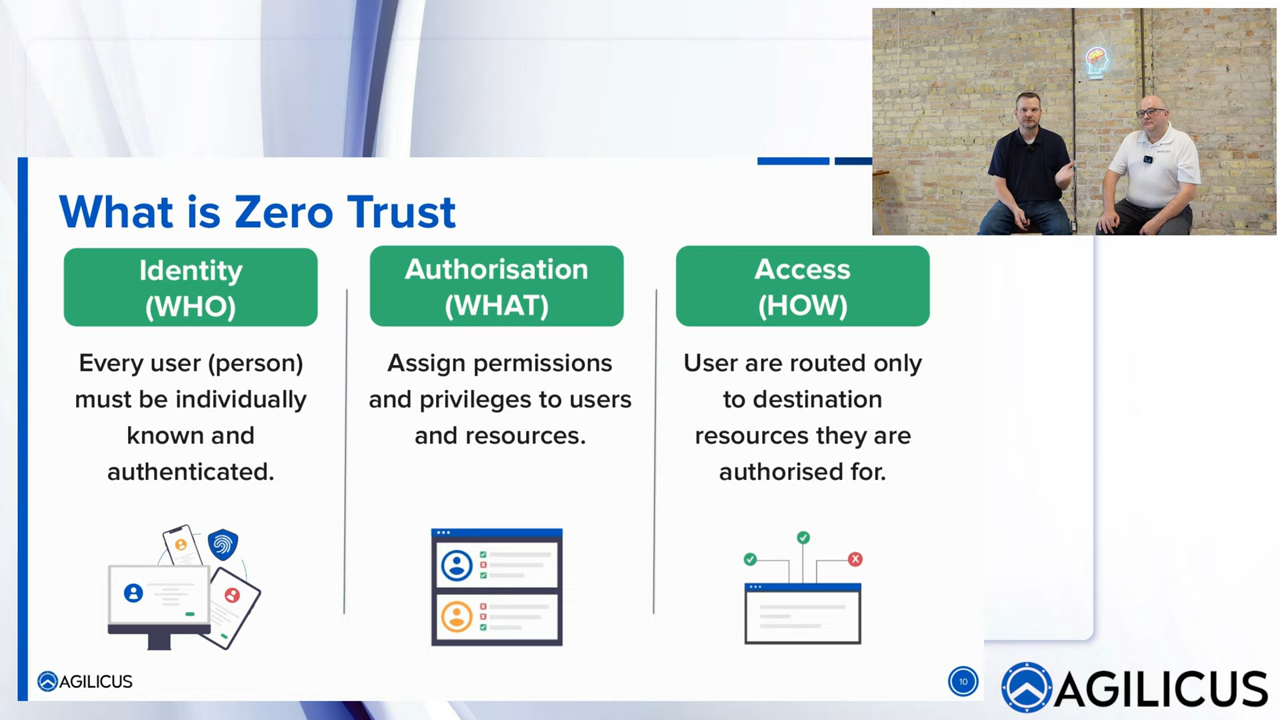 What is Zero Trust
Identity
(WHO)
Every user (person)
must be individually
known and
authenticated.
Authorisation
(WHAT)
Assign permissions
and privileges to users
and resources.
Access
(HOW)
User are routed only
to destination
resources they are
authorised for.
AGILICUS
10
AGILICUS